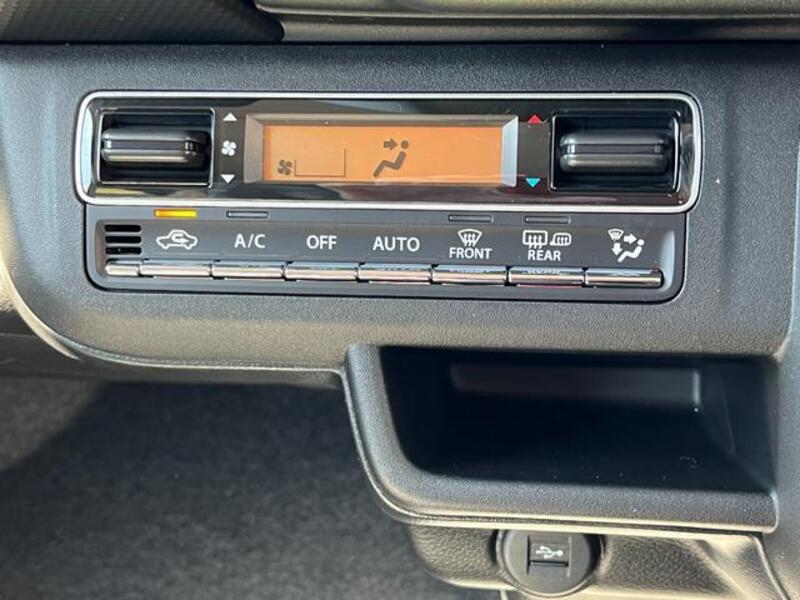 A/C OFF AUTO FRONT REAR